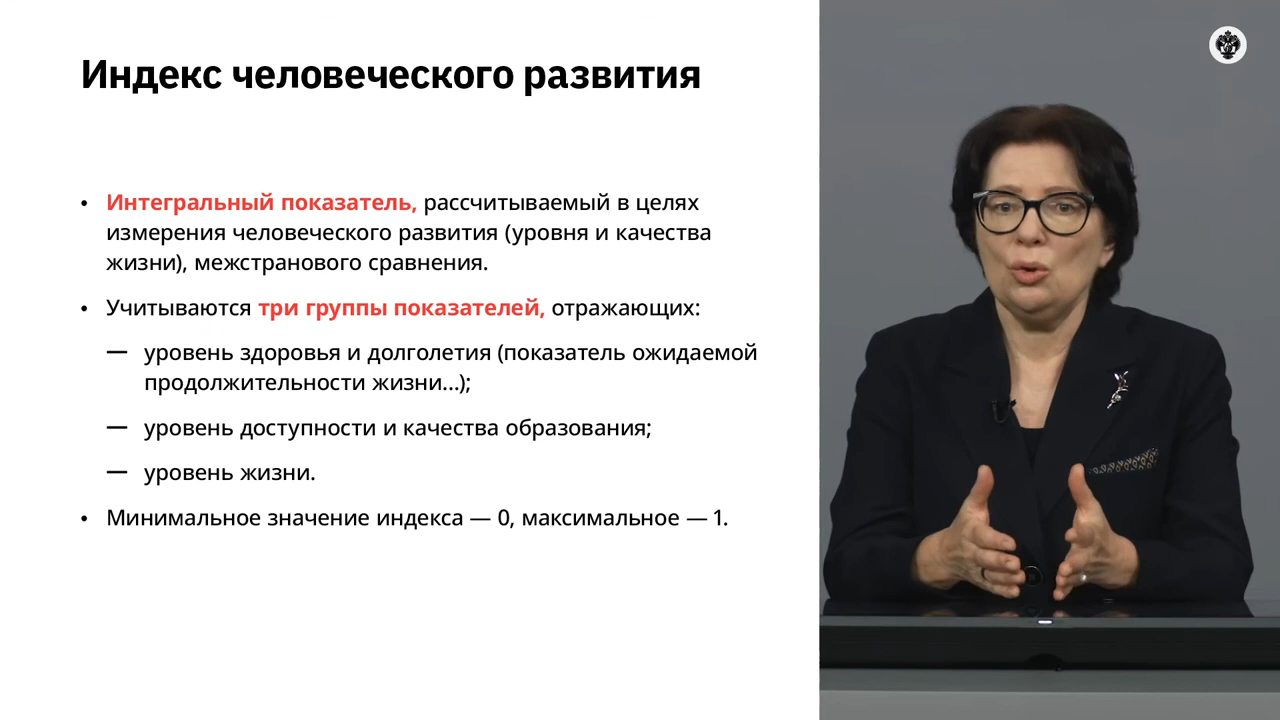 Индекс человеческого развития
• Интегральный показатель, рассчитываемый в целях
измерения человеческого развития (уровня и качества
жизни), межстранового сравнения.
• Учитываются три группы показателей, отражающих:
— уровень здоровья и долголетия (показатель ожидаемой
продолжительности жизни...);
— уровень доступности и качества образования;
— уровень жизни.
• Минимальное значение индекса — 0, максимальное — 1.